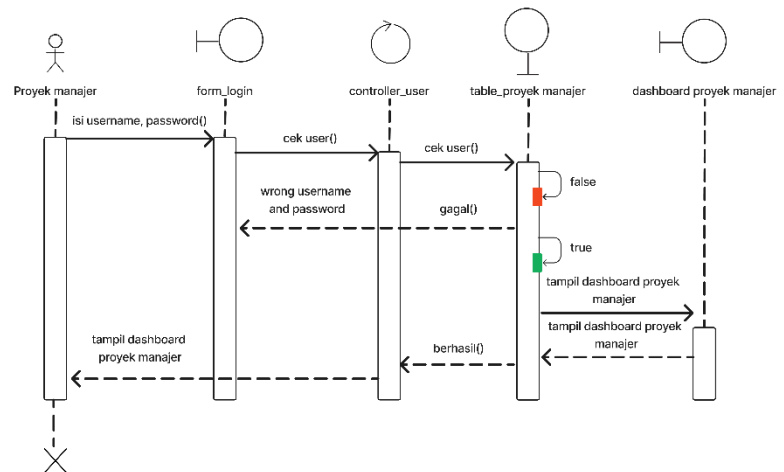 Proyek manajer
form_login
controller_user
table_proyek manajer
dashboard proyek manajer
isi username, password()
cek user()
cek user()
false
wrong username
and password
gagal()
true
tampil dashboard proyek
manajer
tampil dashboard proyek
manajer
berhasil()
tampil dashboard
proyek manajer